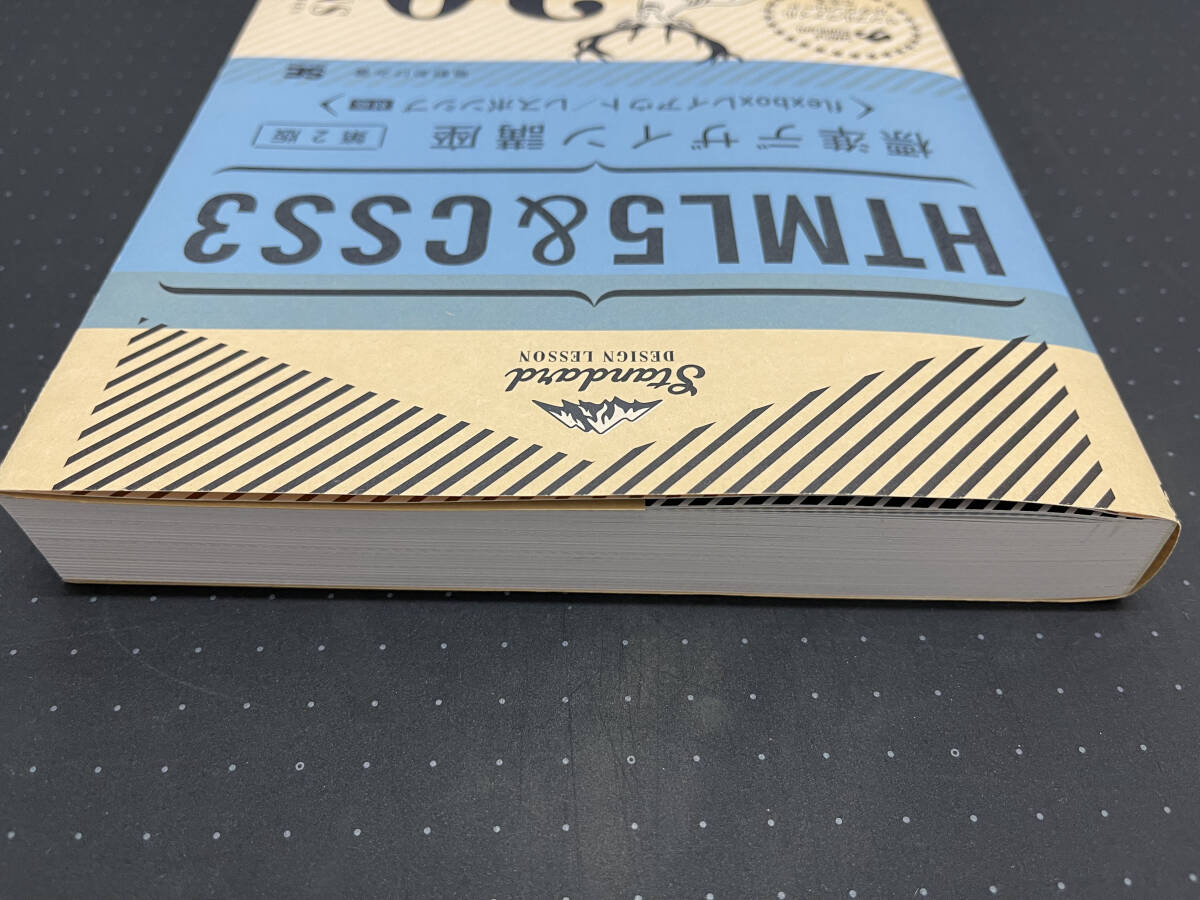 Standard
DESIGN LESSON
HTML5&CSS3
標準デザイン講座
第2版
〈flexboxレイアウト/レスポンシブ
30